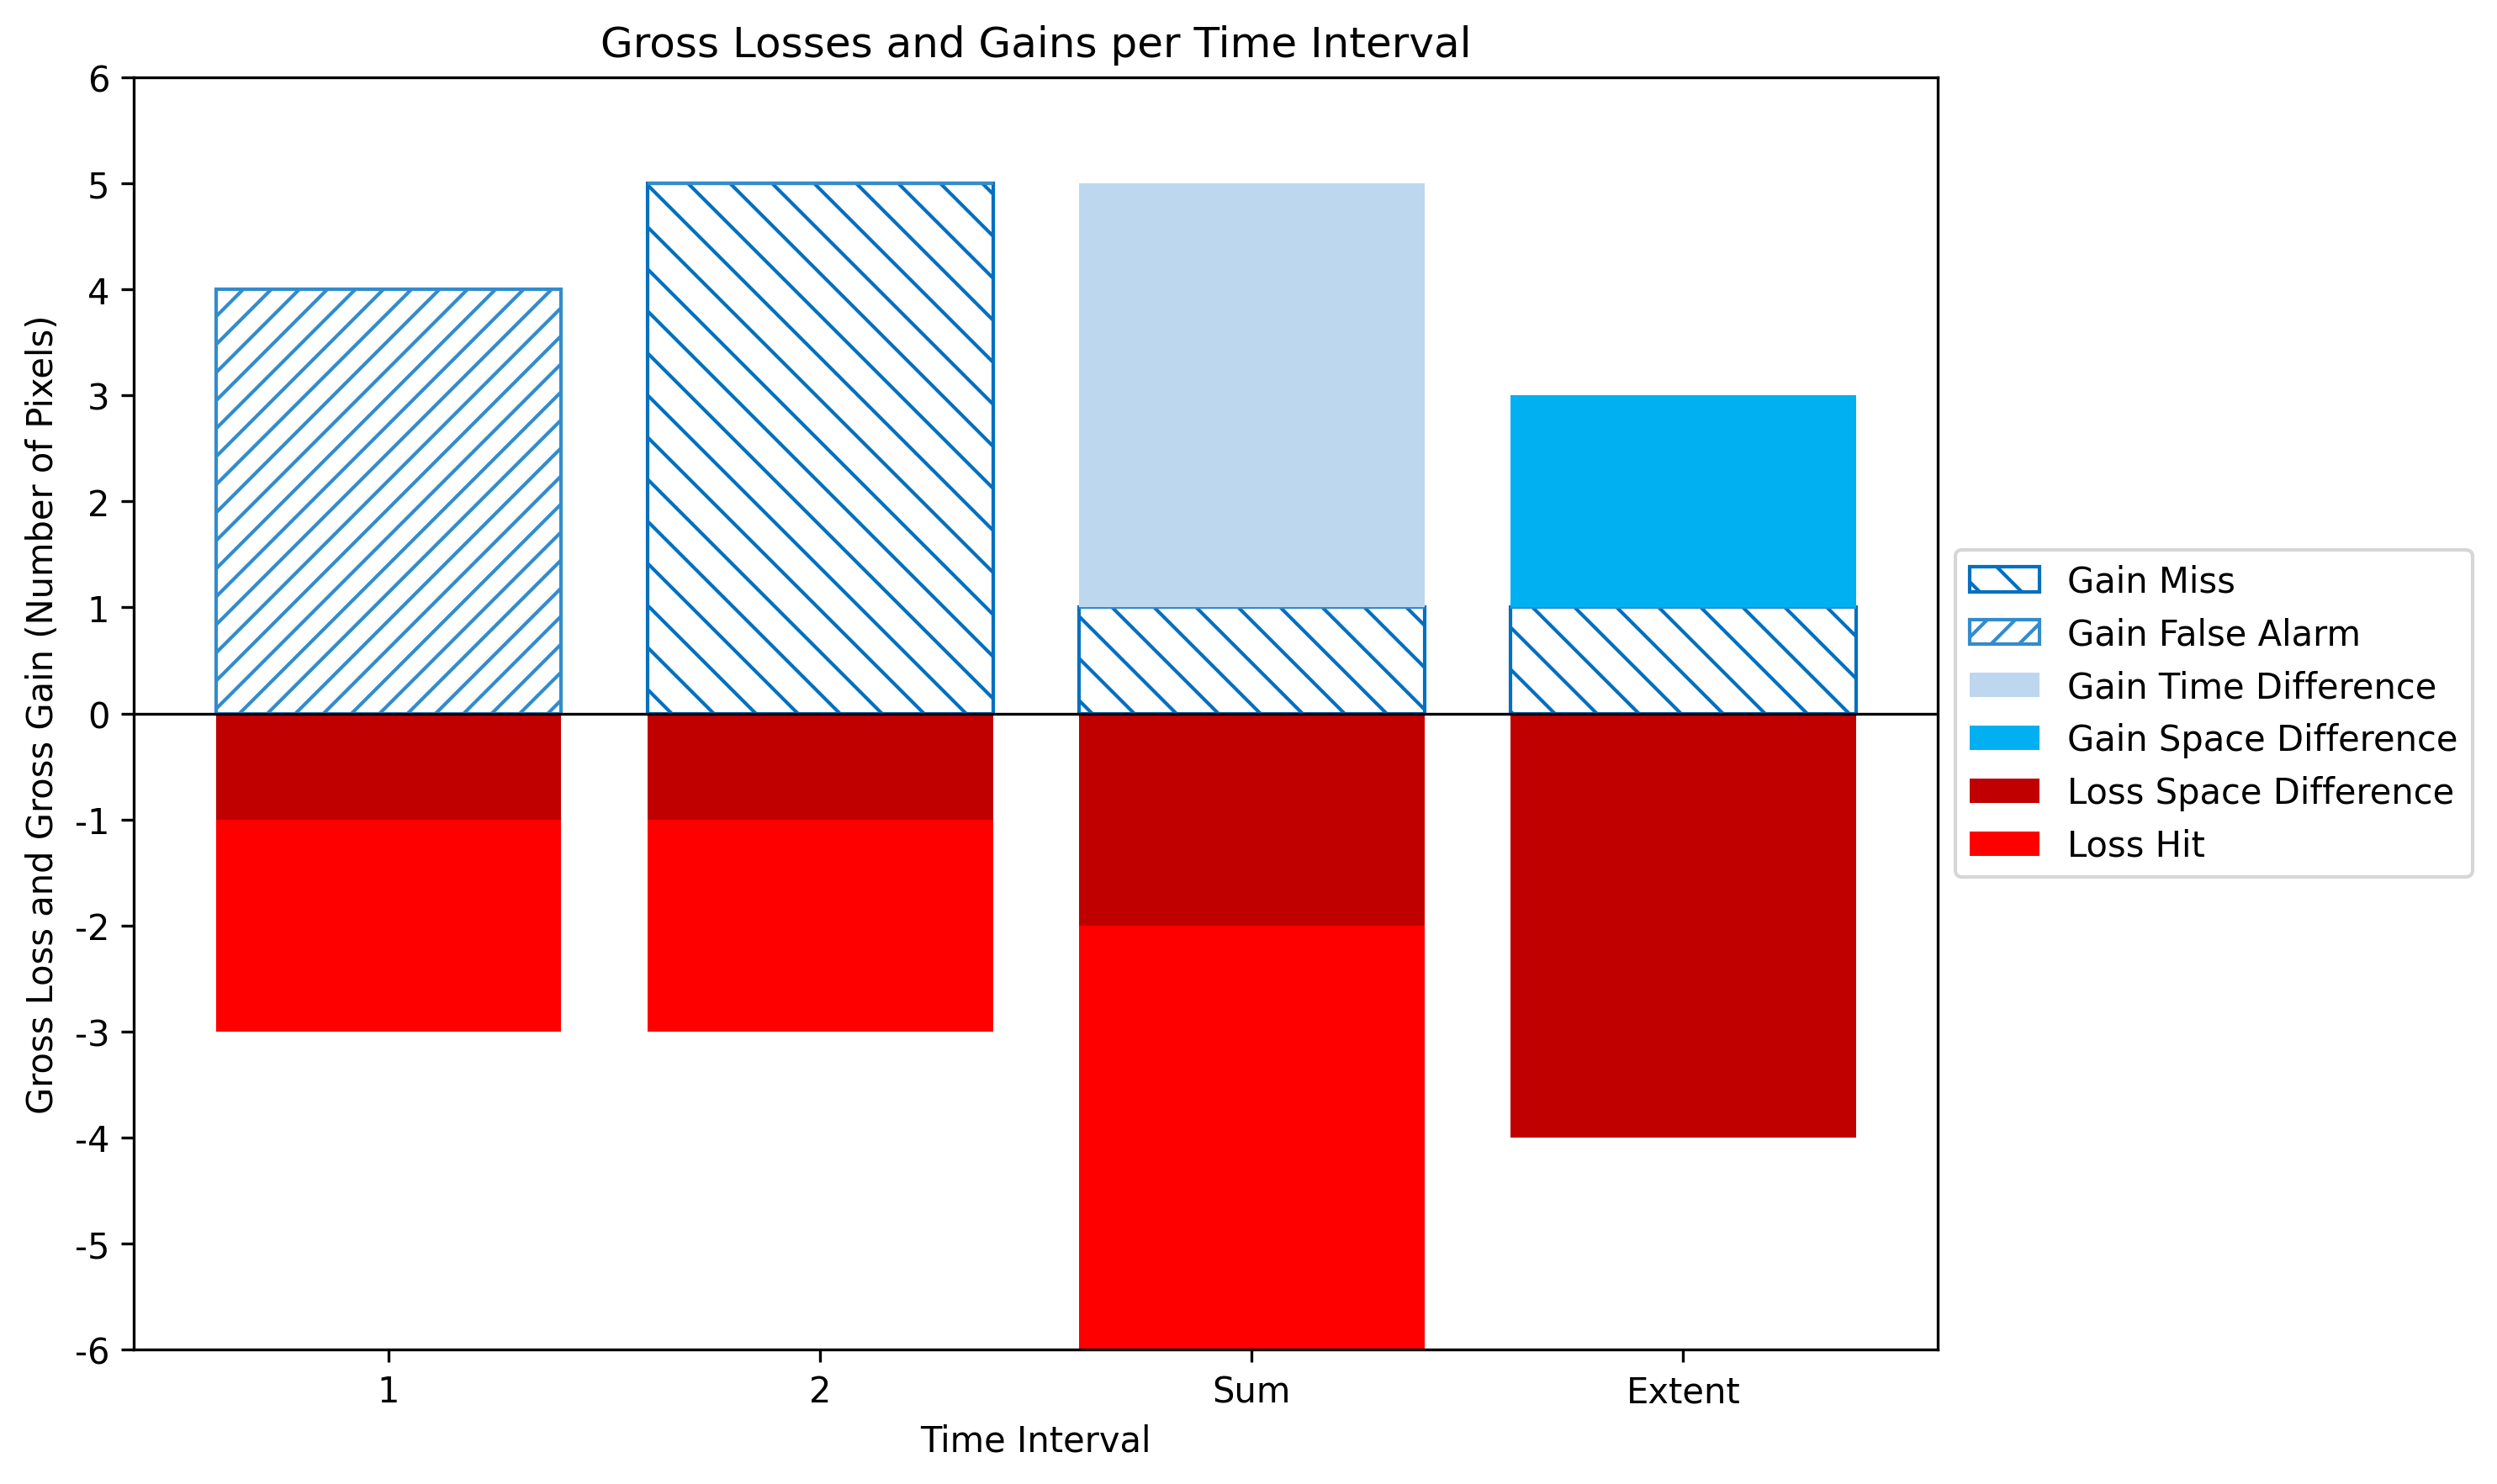 Gross Losses and Gains per Time Interval
Gross Loss and Gross Gain (Number of Pixels)
6
5
4
3
2
1
0
-1
-2
-3
-4
-5
-6
1
2
Sum
Extent
Time Interval
Gain Miss
Gain False Alarm
Gain Time Difference
Gain Space Difference
Loss Space Difference
Loss Hit